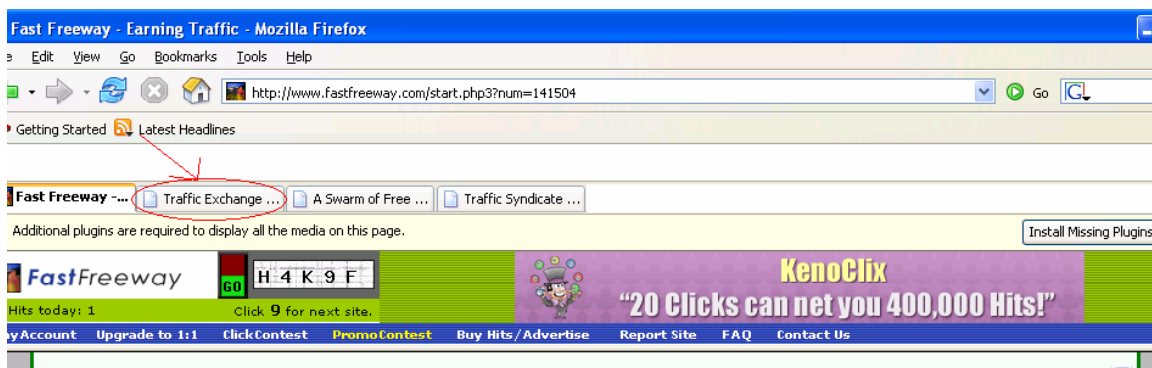 Fast Freeway - Earning Traffic - Mozilla Firefox
Edit View Go Bookmarks Tools Help
http://www.fastfreeway.com/start.php3?num=141504 Go G
Getting Started Latest Headlines
Fast Freeway -... Traffic Exchange ... A Swarm of Free ... Traffic Syndicate ...
Additional plugins are required to display all the media on this page. Install Missing Plugins
FastFreeway GO H 4 K 9 F KenoClix
Hits today: 1 Click 9 for next site. “20 Clicks can net you 400,000 Hits!”
yAccount Upgrade to 1:1 ClickContest PromoContest Buy Hits/Advertise Report Site FAQ Contact Us